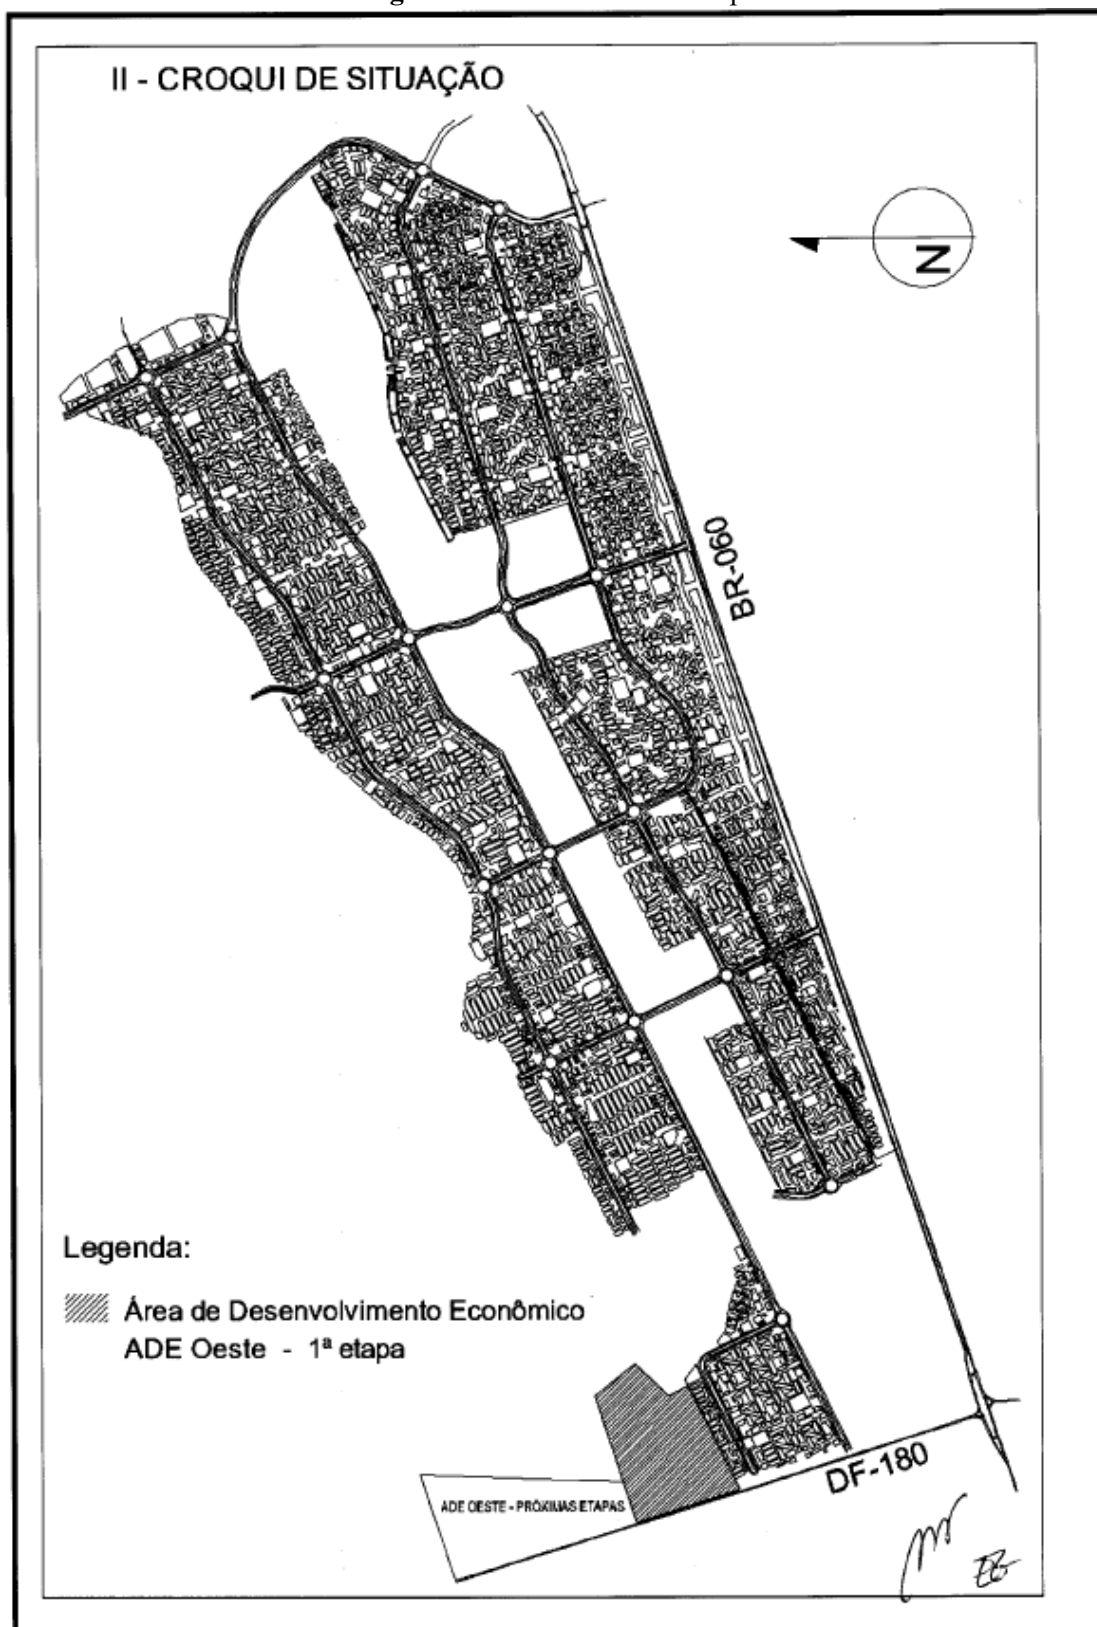 II - CROQUI DE SITUAÇÃO
N
BR-060
Legenda:
Área de Desenvolvimento Econômico
ADE Oeste - 1ª etapa
ADE OESTE - PRÓXIMAS ETAPAS
DF-180